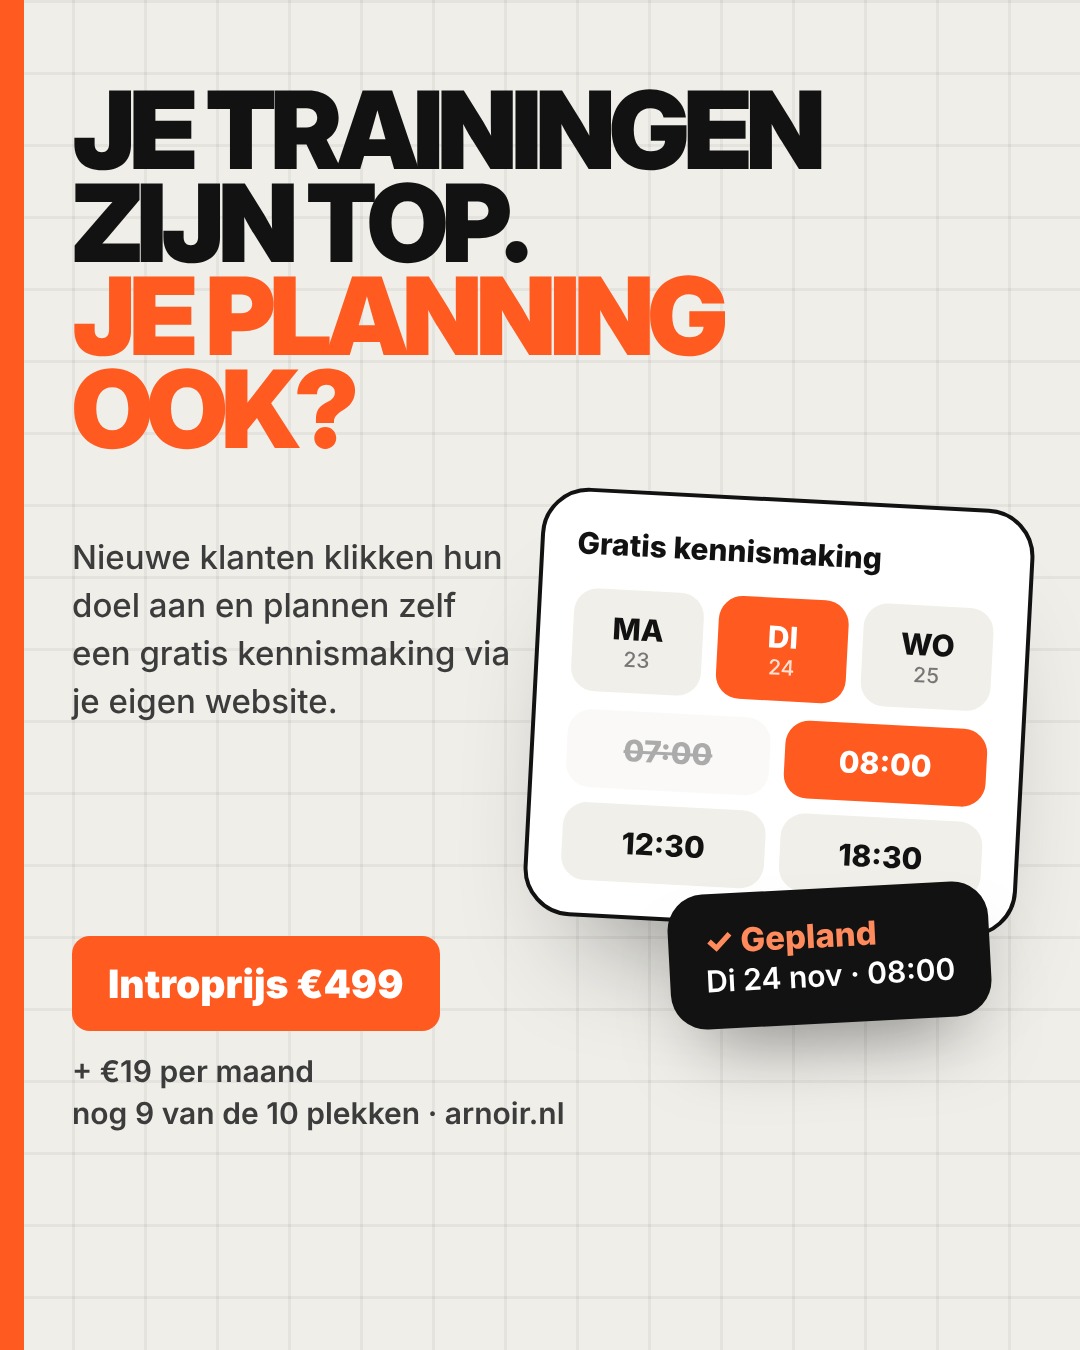 JE TRAININGEN
ZIJN TOP.
JE PLANNING
OOK?
Nieuwe klanten klikken hun
doel aan en plannen zelf
een gratis kennismaking via
je eigen website.
Gratis kennismaking
MA
23
DI
24
WO
25
07:00
08:00
12:30
18:30
✓ Gepland
Di 24 nov · 08:00
Introprijs €499
+ €19 per maand
nog 9 van de 10 plekken · arnoir.nl